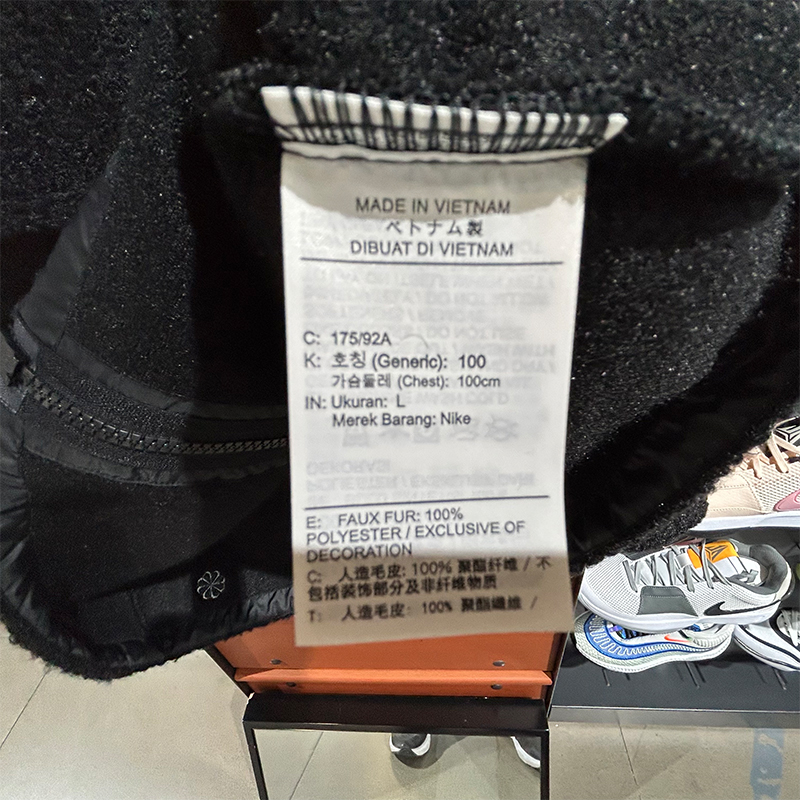 MADE IN VIETNAM
ベトナム製
DIBUAT DI VIETNAM
C: 175/92A
K: 호칭 (Generic): 100
가슴둘레 (Chest): 100cm
IN: Ukuran: L
Merek Barang: Nike
E: FAUX FUR: 100%
POLYESTER / EXCLUSIVE OF
DECORATION
C: 人造毛皮: 100% 聚酯纤维 / 不
包括装饰部分及非纤维物质
T: 人造毛皮: 100% 聚酯纖維 /